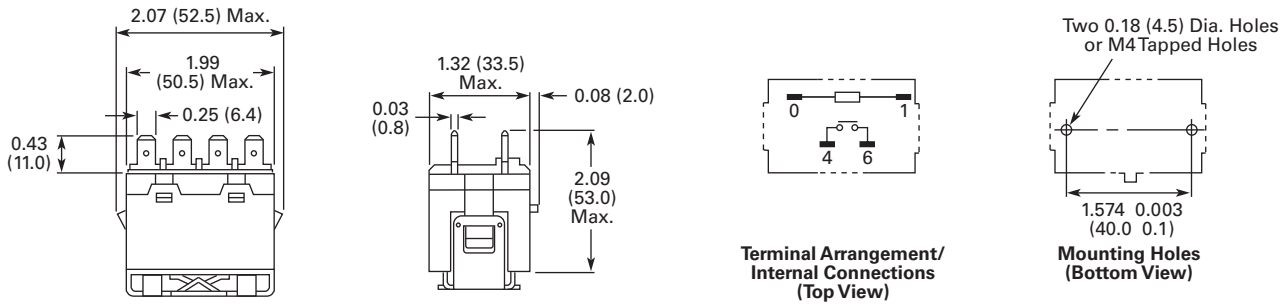 2.07 (52.5) Max.
1.99
(50.5) Max.
0.25 (6.4)
0.43
(11.0)
1.32 (33.5)
Max.
0.03
(0.8)
0.08 (2.0)
2.09
(53.0)
Max.
0
1
4
6
Terminal Arrangement/
Internal Connections
(Top View)
Two 0.18 (4.5) Dia. Holes
or M4 Tapped Holes
1.574 0.003
(40.0 0.1)
Mounting Holes
(Bottom View)